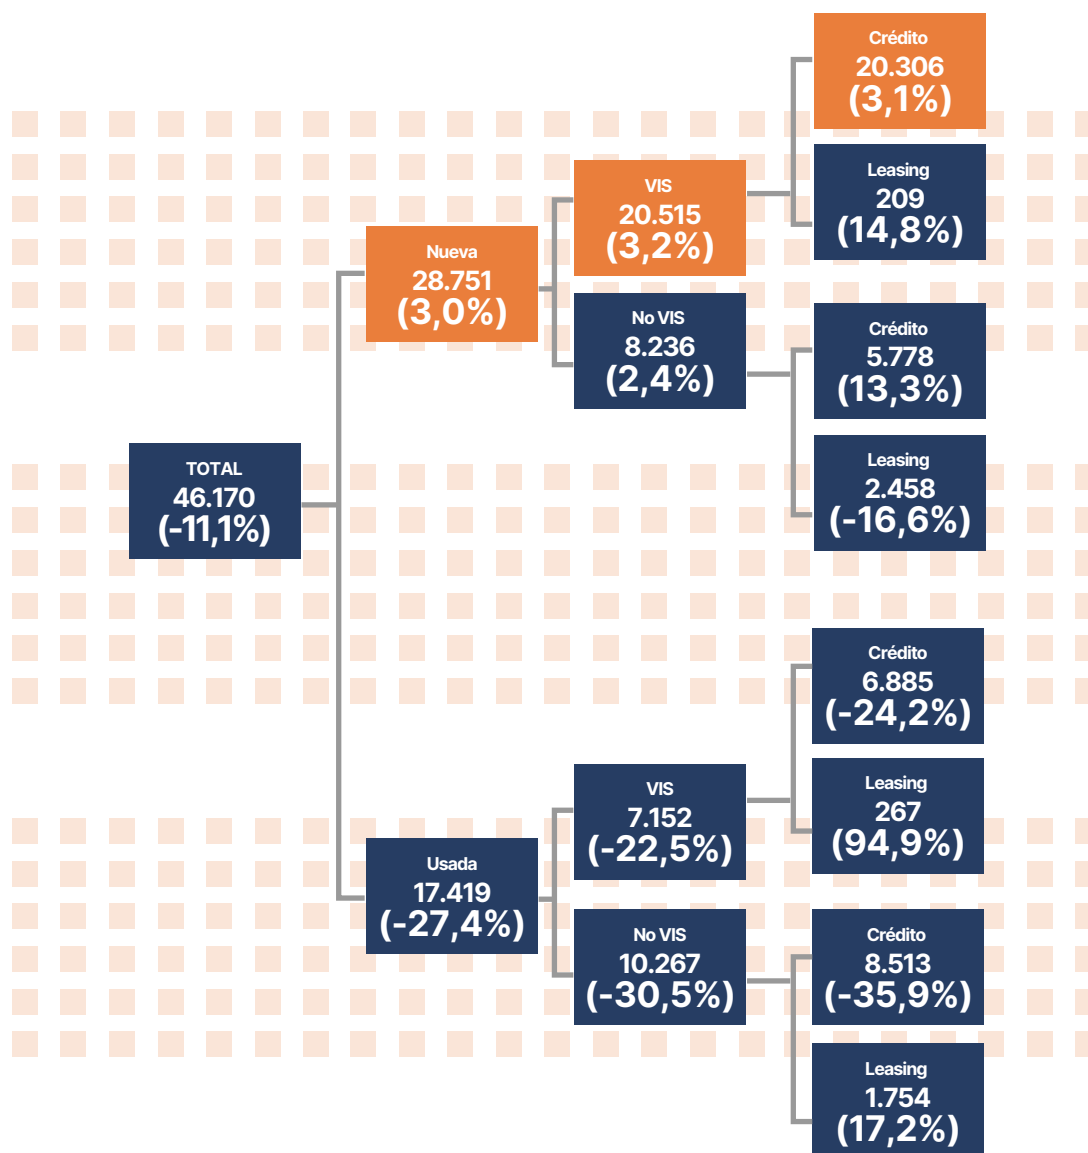 TOTAL
46.170
(-11,1%)
Nueva
28.751
(3,0%)
VIS
20.515
(3,2%)
Crédito
20.306
(3,1%)
Leasing
209
(14,8%)
No VIS
8.236
(2,4%)
Crédito
5.778
(13,3%)
Leasing
2.458
(-16,6%)
Usada
17.419
(-27,4%)
VIS
7.152
(-22,5%)
Crédito
6.885
(-24,2%)
Leasing
267
(94,9%)
No VIS
10.267
(-30,5%)
Crédito
8.513
(-35,9%)
Leasing
1.754
(17,2%)